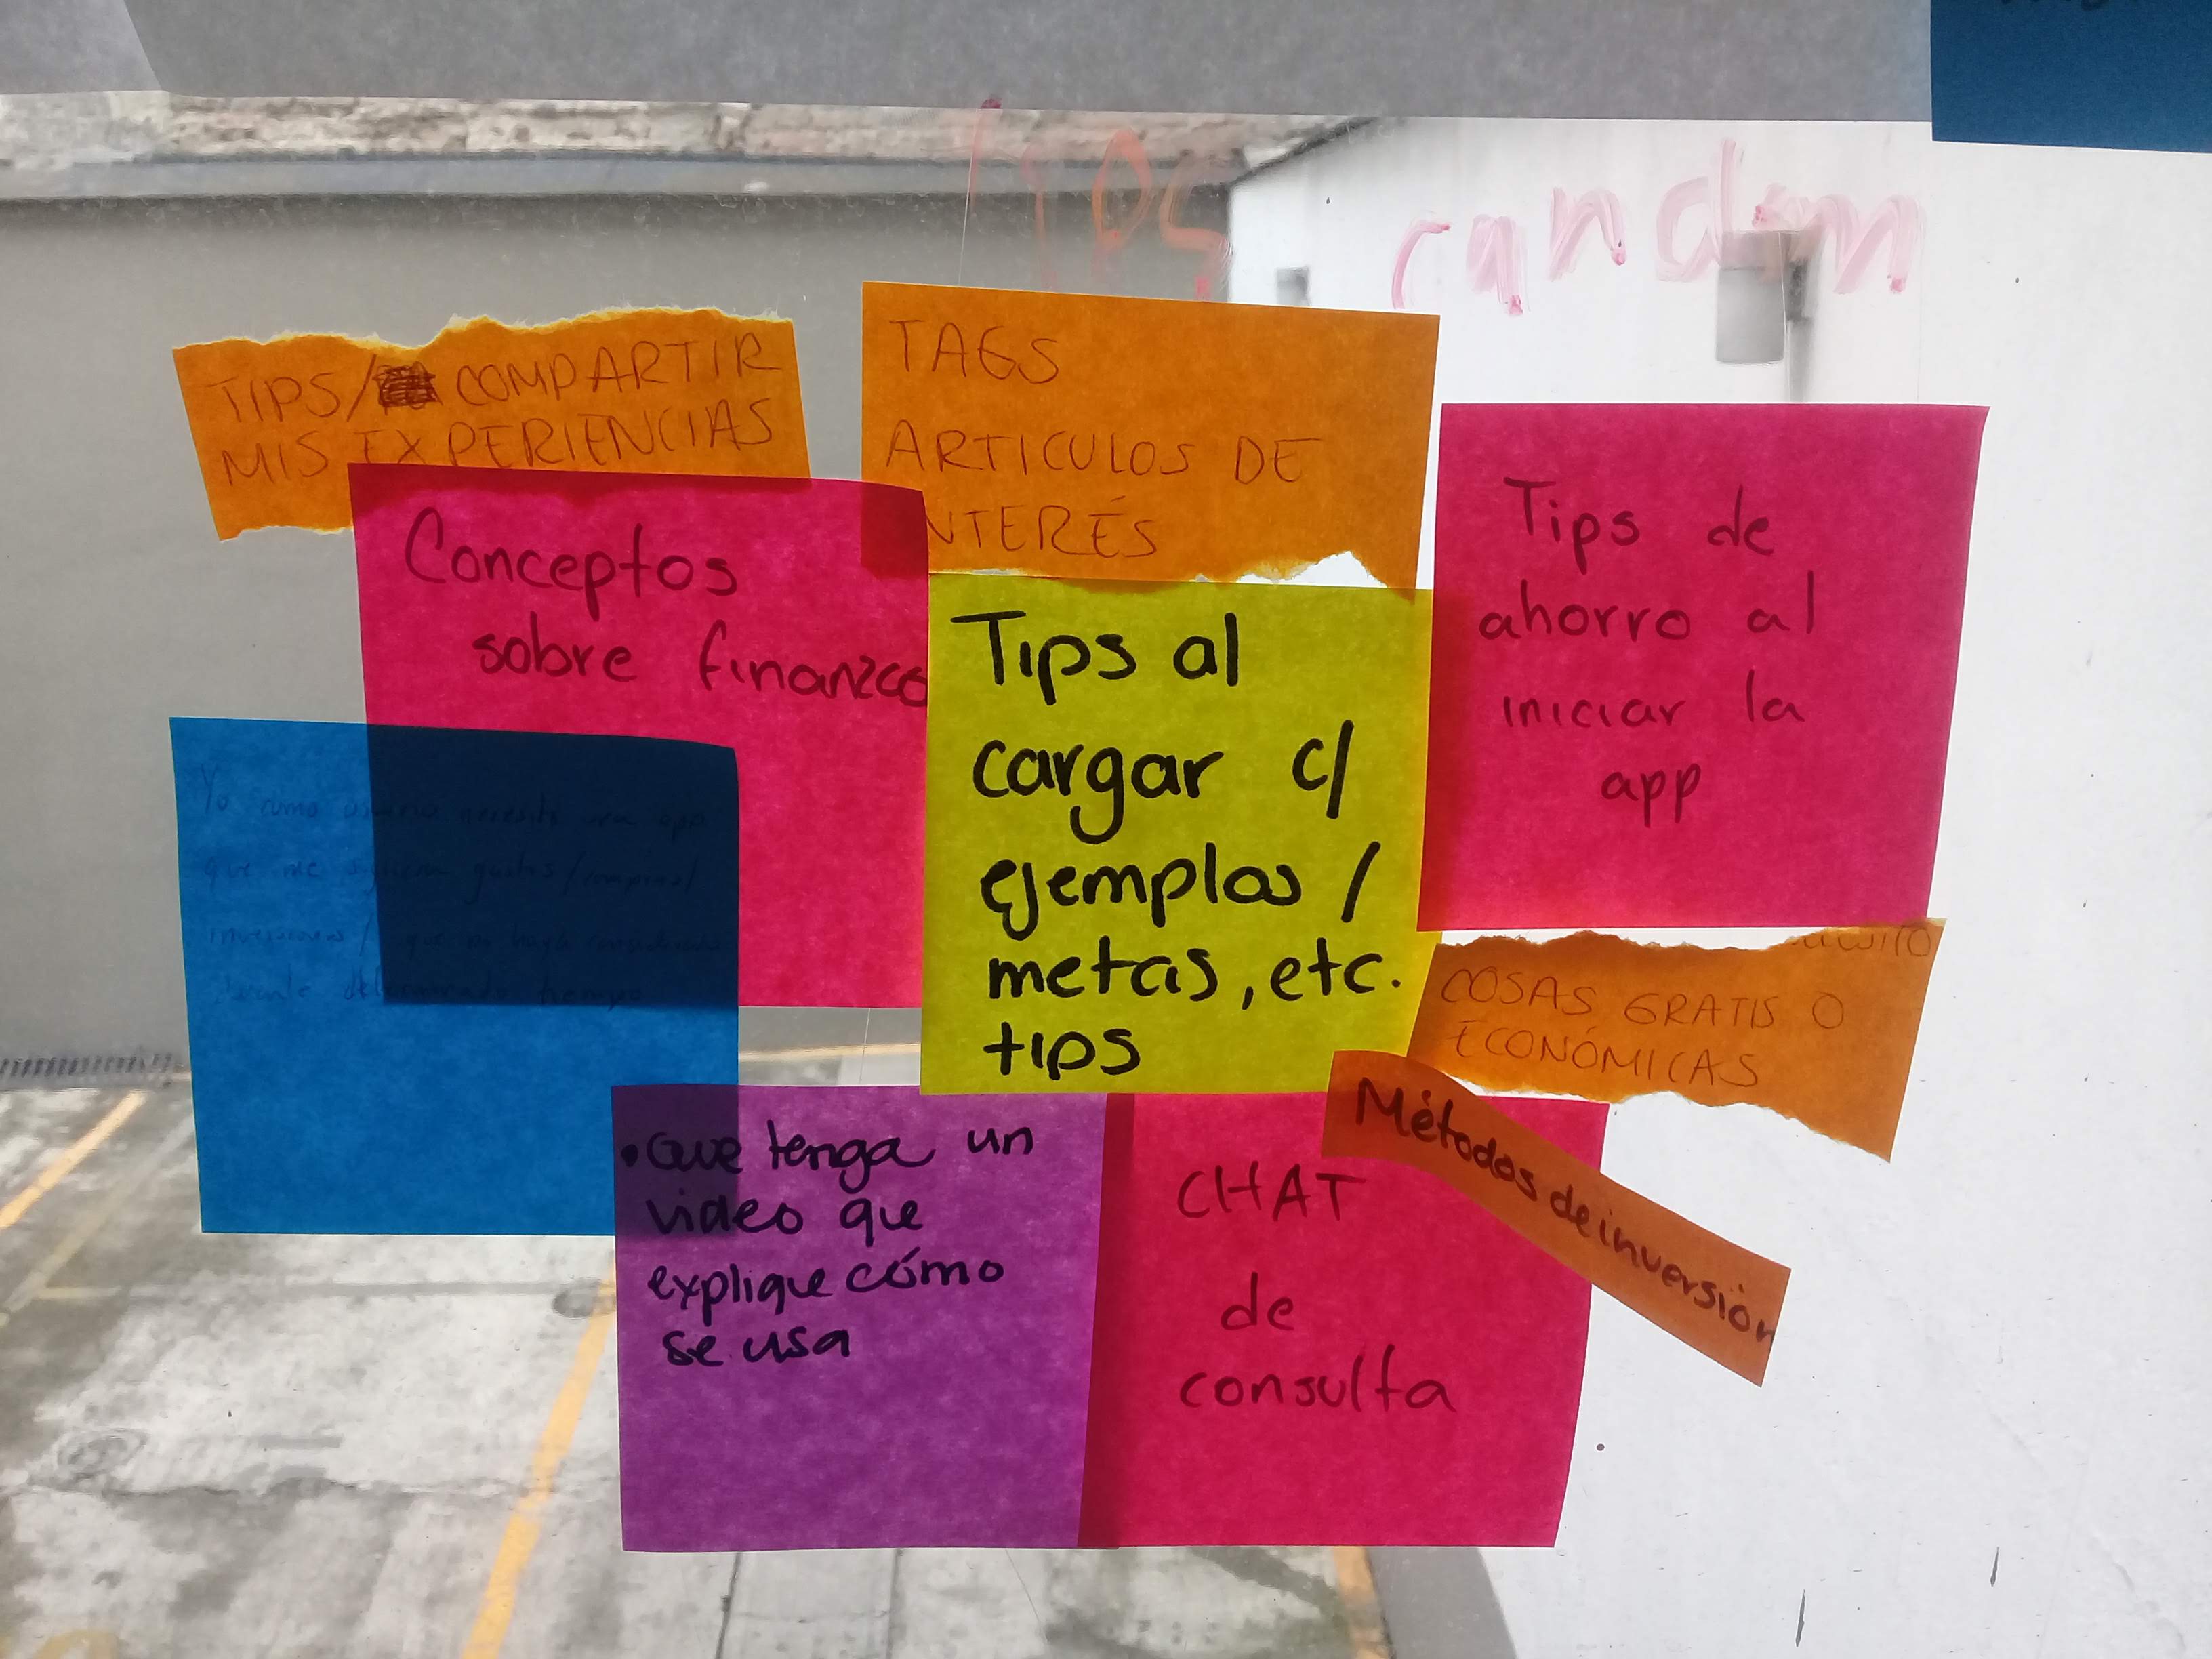 Tips random
TIPS/ COMPARTIR
MIS EXPERIENCIAS
TAGS
ARTICULOS DE
INTERÉS
Conceptos
sobre finanzas
Tips al
cargar c/
ejemplos /
metas, etc.
tips
Tips de
ahorro al
iniciar la
app
Yo como usuario necesito una app
que me sugiera gastos/compras/
inversiones / que no haya considerado
durante determinado tiempo
COSAS GRATIS O
ECONÓMICAS
Métodos de inversión
• Que tenga un
video que
explique cómo
se usa
CHAT
de
consulta